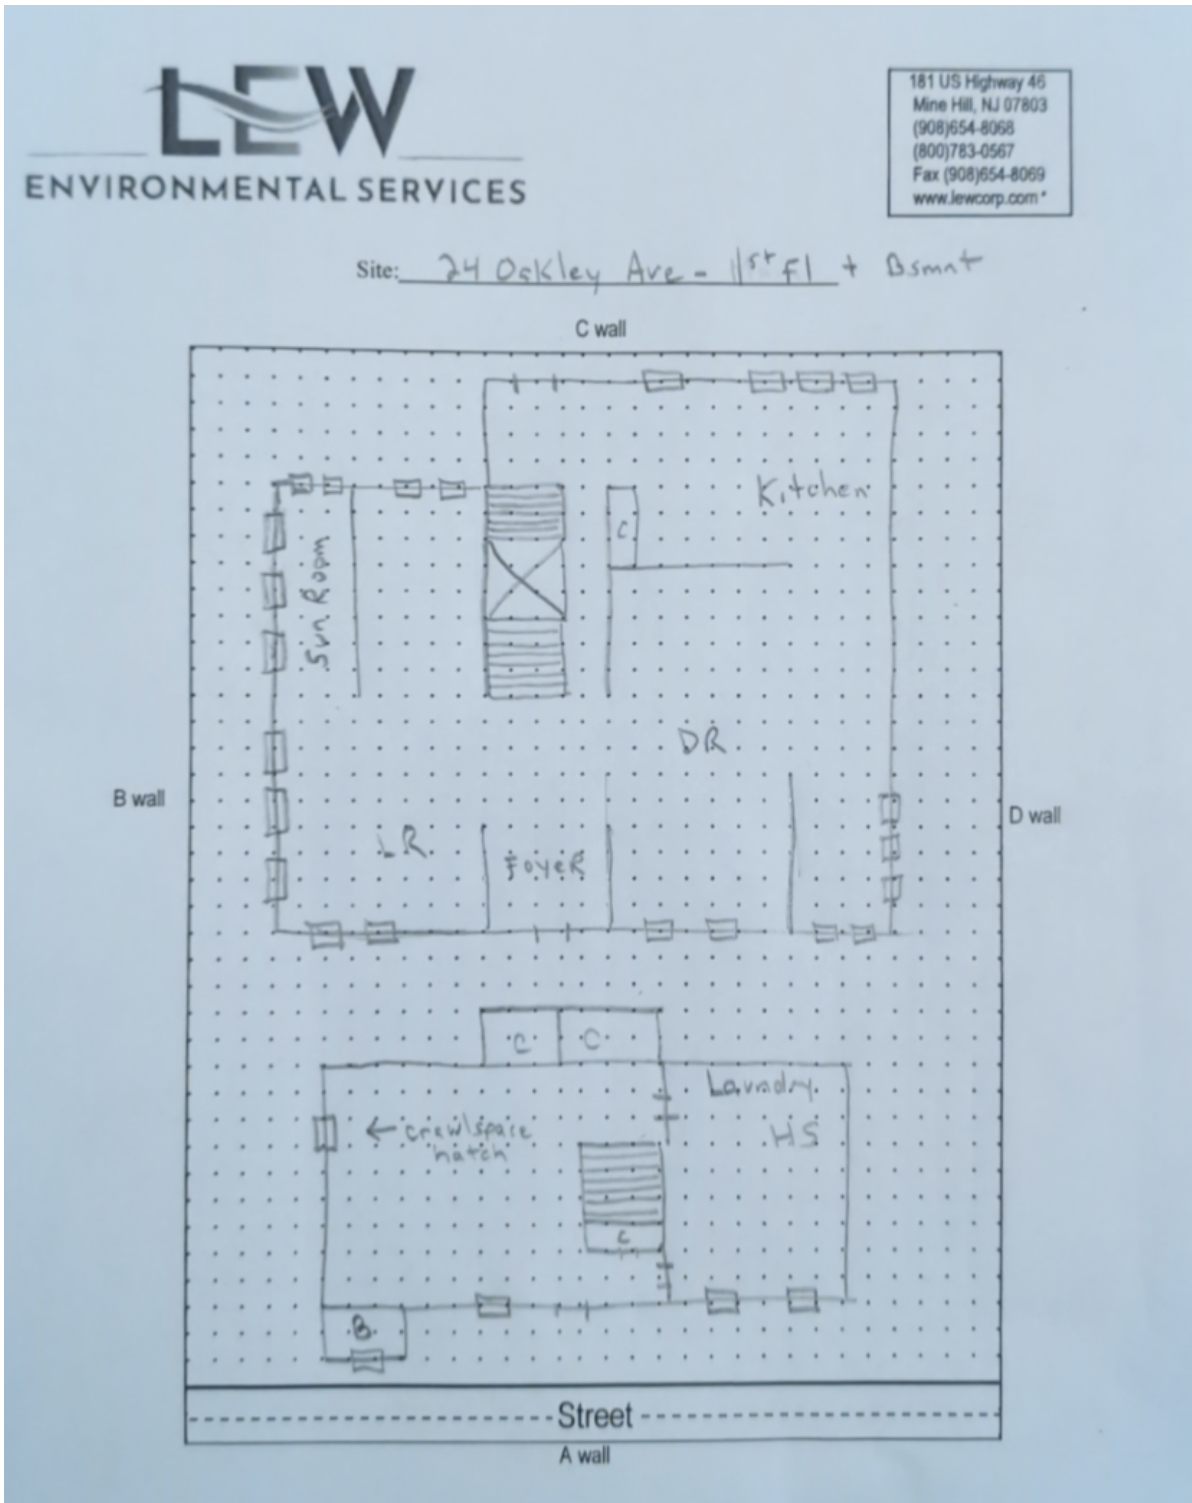 LEW
ENVIRONMENTAL SERVICES
181 US Highway 46
Mine Hill, NJ 07803
(908)654-8068
(800)783-0567
Fax (908)654-8069
www.lewcorp.com
Site: 24 Oakley Ave - 1st Fl + Bsmnt
C wall
Kitchen
C
Sun Room
DR
B wall
D wall
LR
Foyer
C
C
Laundry
HS
← crawlspace
hatch
C
B
Street
A wall